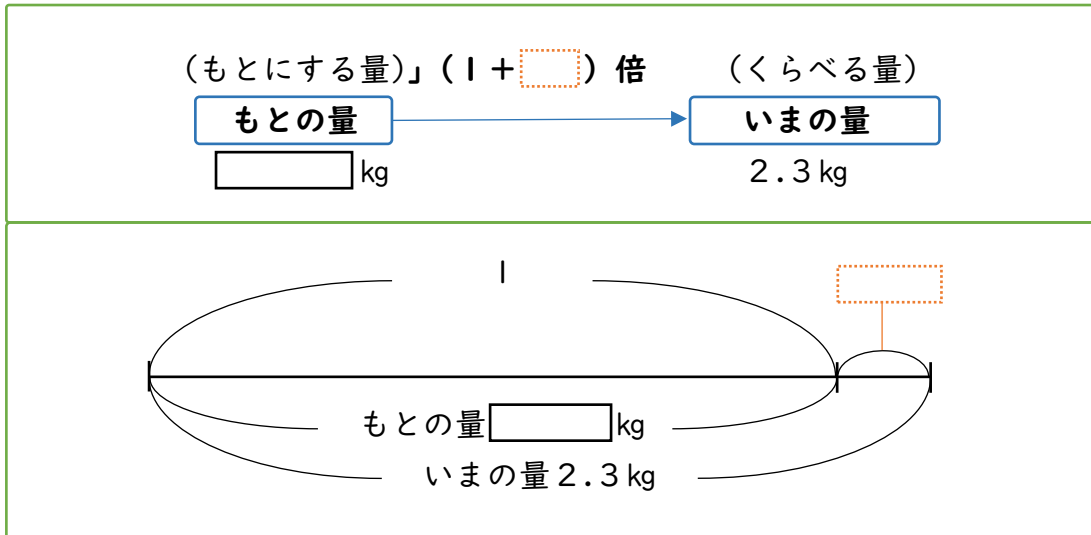 （もとにする量）」（1＋ ）倍 （くらべる量）
もとの量 いまの量
kg 2.3kg
1
もとの量 kg
いまの量2.3kg